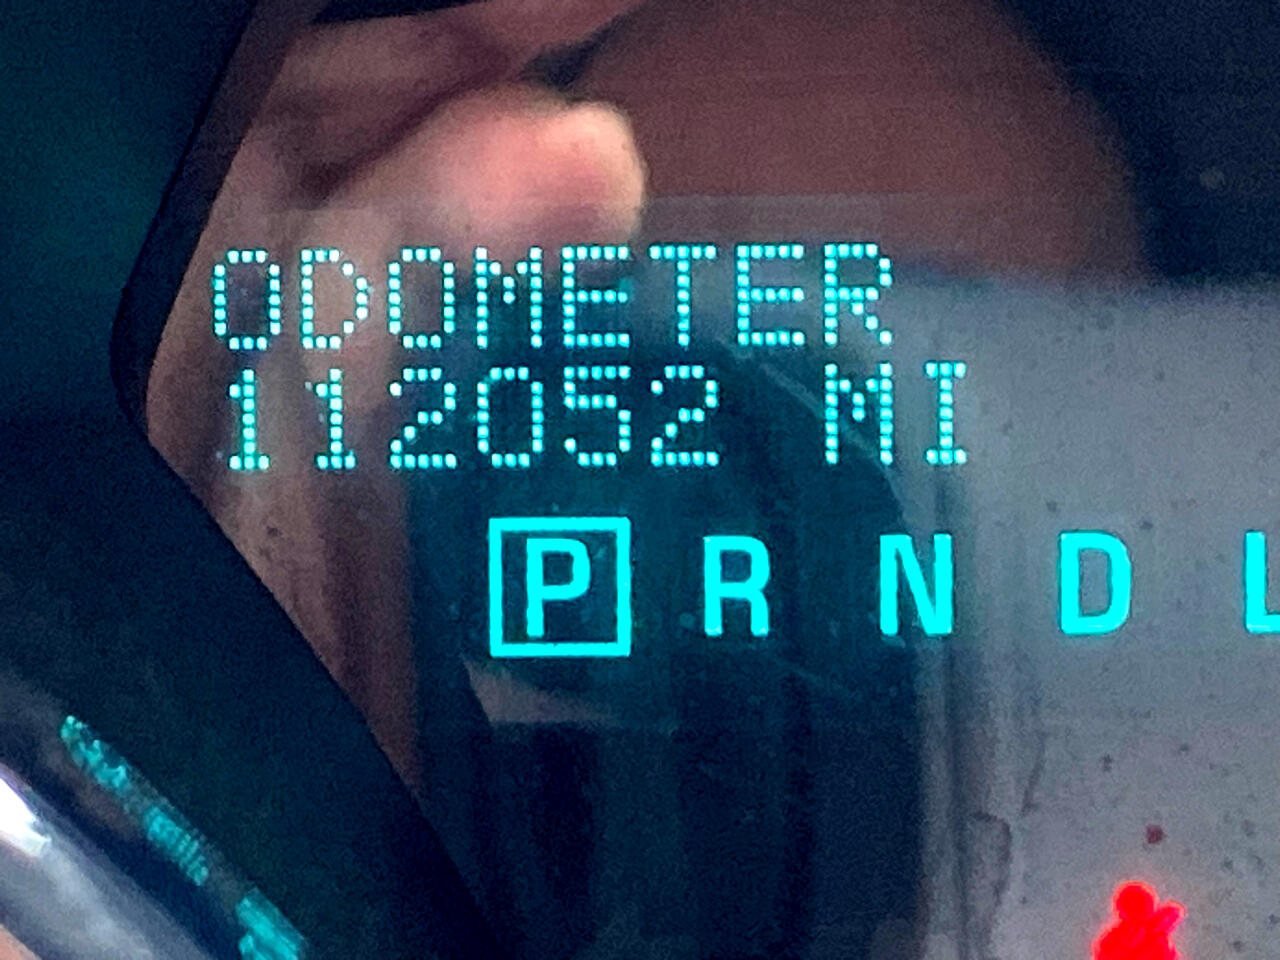 ODOMETER
112052 MI
P R N D L